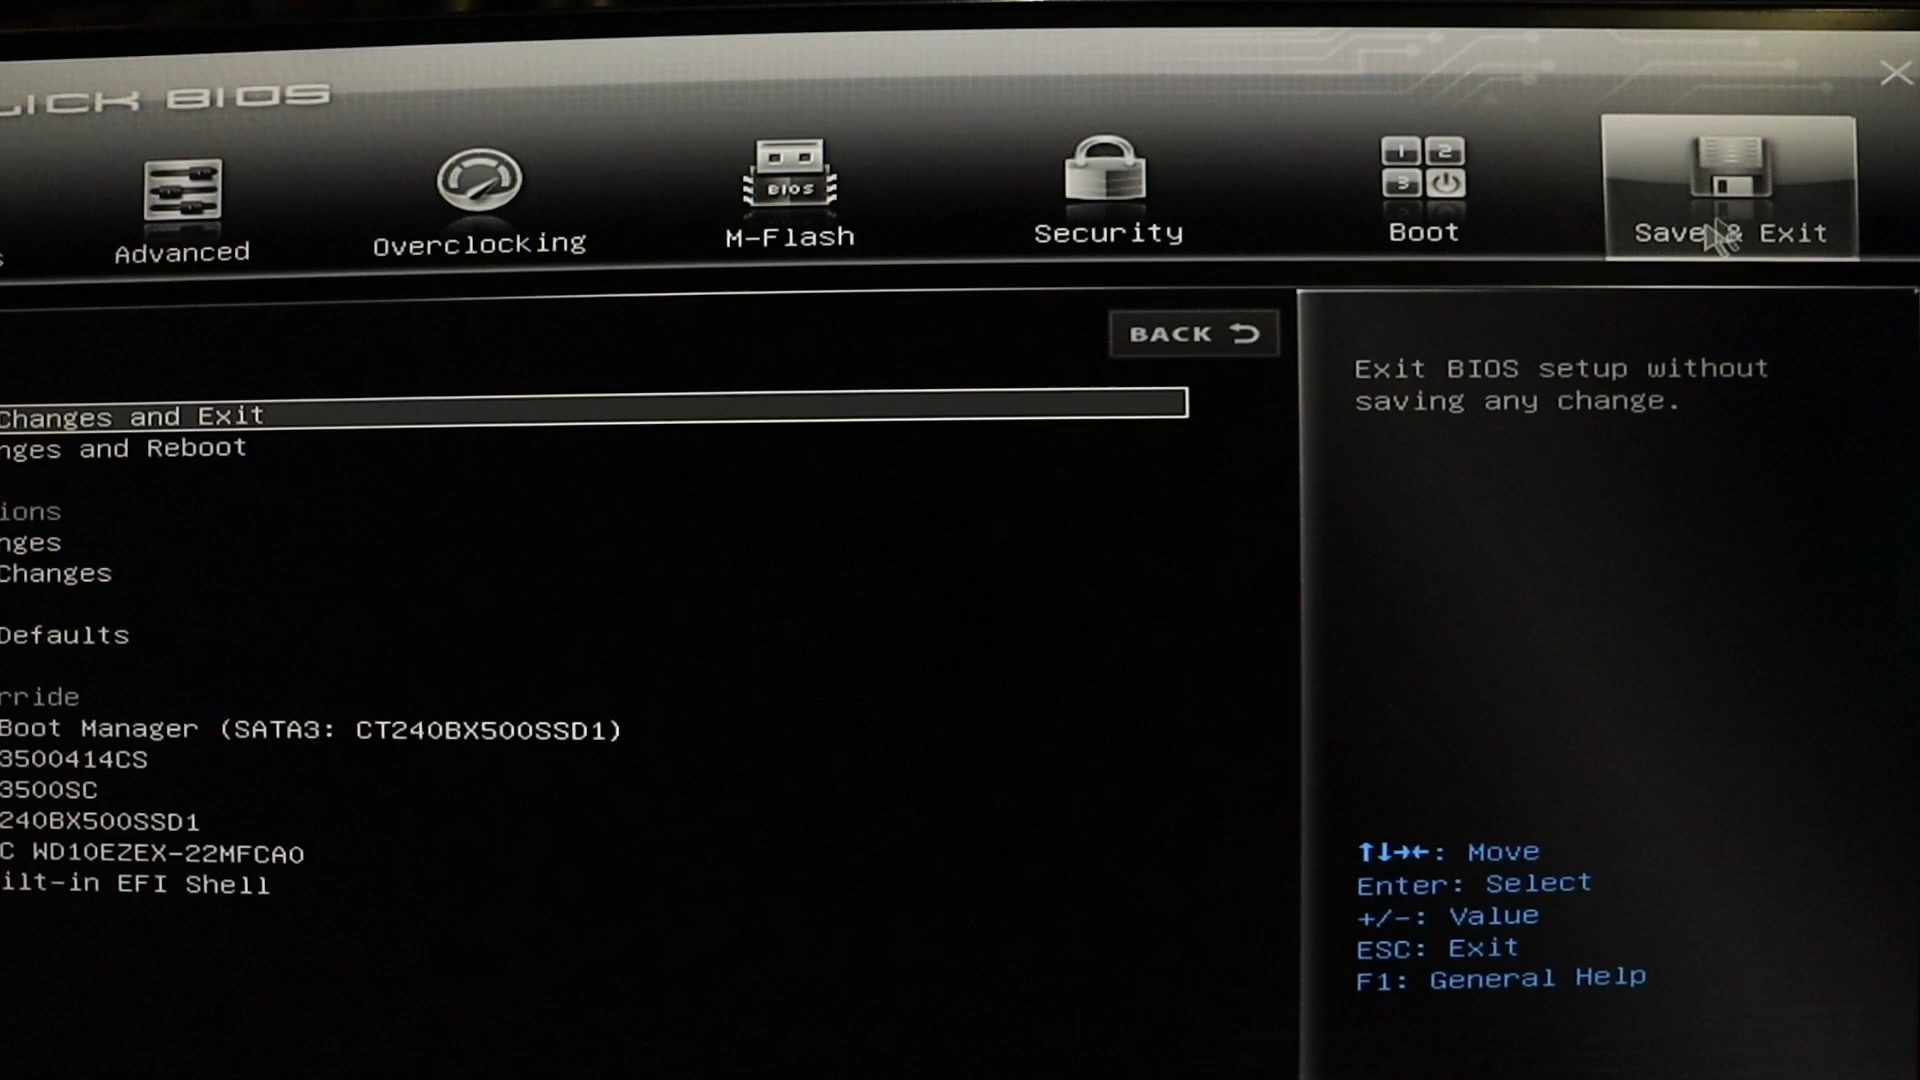 LICK BIOS
Advanced
Overclocking
M-Flash
BIOS
Security
1 2
3
Boot
Save & Exit
BACK
Changes and Exit
nges and Reboot
ions
nges
Changes
Defaults
rride
Boot Manager (SATA3: CT240BX500SSD1)
3500414CS
3500SC
240BX500SSD1
C WD10EZEX-22MFCA0
ilt-in EFI Shell
Exit BIOS setup without
saving any change.
↑↓→←: Move
Enter: Select
+/-: Value
ESC: Exit
F1: General Help